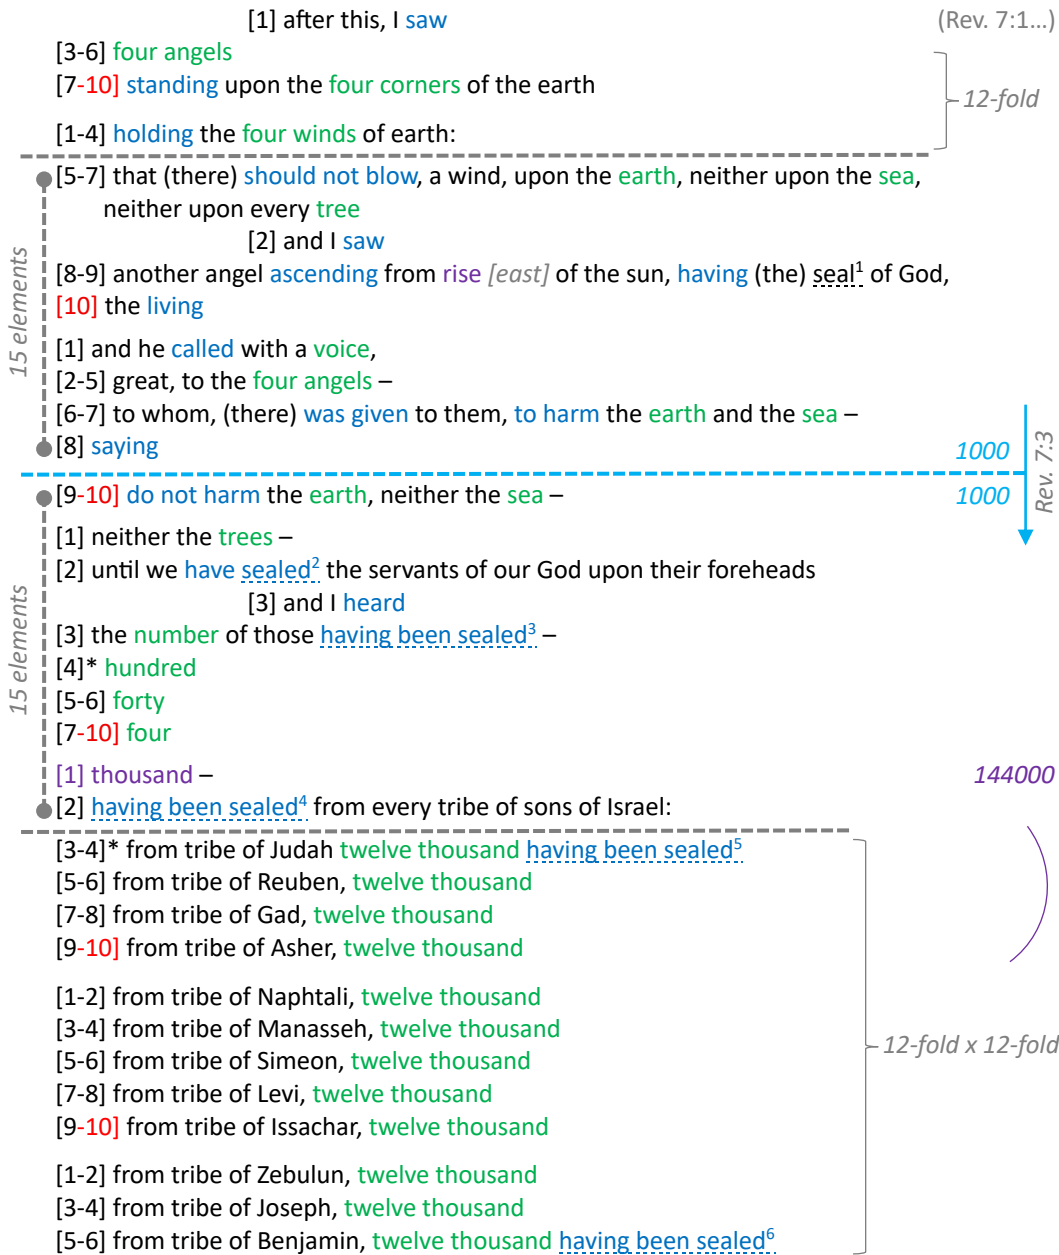 [1] after this, I saw (Rev. 7:1...)
[3-6] four angels
[7-10] standing upon the four corners of the earth
12-fold
[1-4] holding the four winds of earth:
[5-7] that (there) should not blow, a wind, upon the earth, neither upon the sea,
neither upon every tree
[2] and I saw
[8-9] another angel ascending from rise [east] of the sun, having (the) seal¹ of God,
[10] the living
15 elements
[1] and he called with a voice,
[2-5] great, to the four angels –
[6-7] to whom, (there) was given to them, to harm the earth and the sea –
[8] saying 1000
Rev. 7:3
[9-10] do not harm the earth, neither the sea – 1000
[1] neither the trees –
[2] until we have sealed² the servants of our God upon their foreheads
[3] and I heard
[3] the number of those having been sealed³ –
15 elements
[4]* hundred
[5-6] forty
[7-10] four
[1] thousand – 144000
[2] having been sealed⁴ from every tribe of sons of Israel:
[3-4]* from tribe of Judah twelve thousand having been sealed⁵
[5-6] from tribe of Reuben, twelve thousand
[7-8] from tribe of Gad, twelve thousand
[9-10] from tribe of Asher, twelve thousand
[1-2] from tribe of Naphtali, twelve thousand
[3-4] from tribe of Manasseh, twelve thousand
12-fold x 12-fold
[5-6] from tribe of Simeon, twelve thousand
[7-8] from tribe of Levi, twelve thousand
[9-10] from tribe of Issachar, twelve thousand
[1-2] from tribe of Zebulun, twelve thousand
[3-4] from tribe of Joseph, twelve thousand
[5-6] from tribe of Benjamin, twelve thousand having been sealed⁶